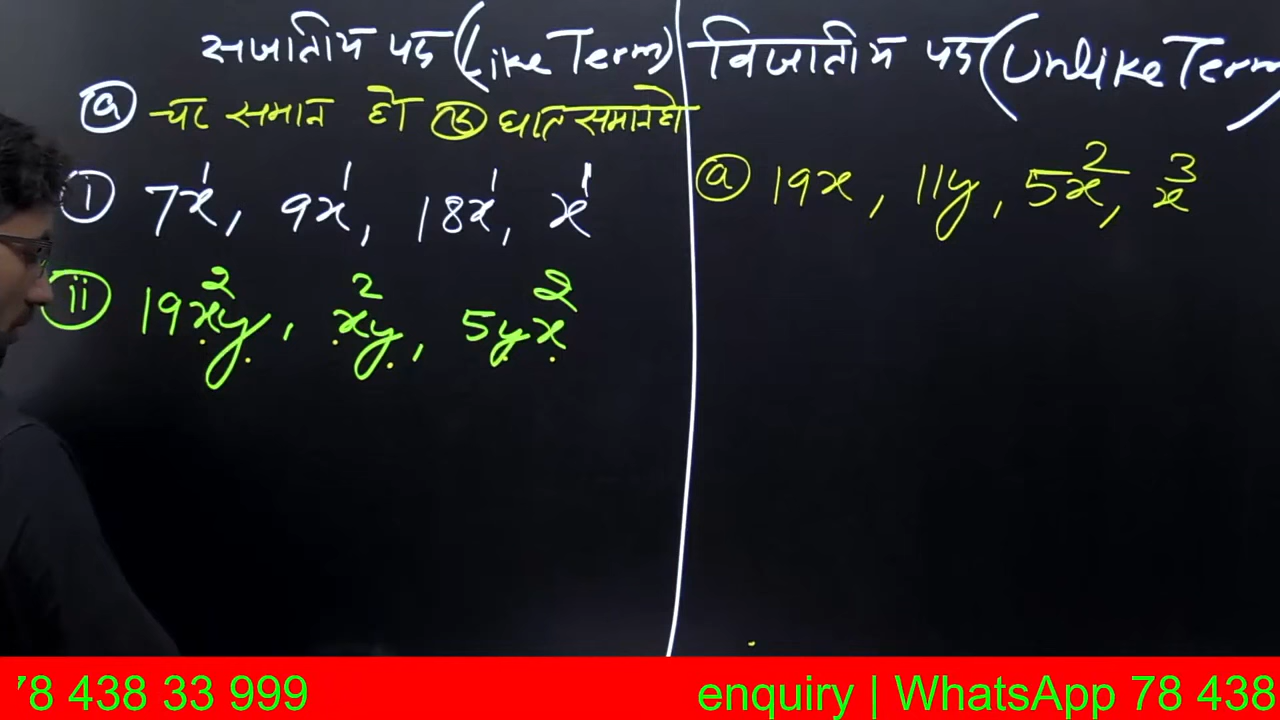 सजातीय पद (Like Term)
ⓐ चर समान हो ⓑ घात समान हो
ⓘ 7x¹, 9x¹, 18x¹, x¹
ⓘⓘ 19x²y, x²y, 5yx²
विजातीय पद (Unlike Term
ⓐ 19x, 11y, 5x², x³
78 438 33 999 enquiry | WhatsApp 78 438